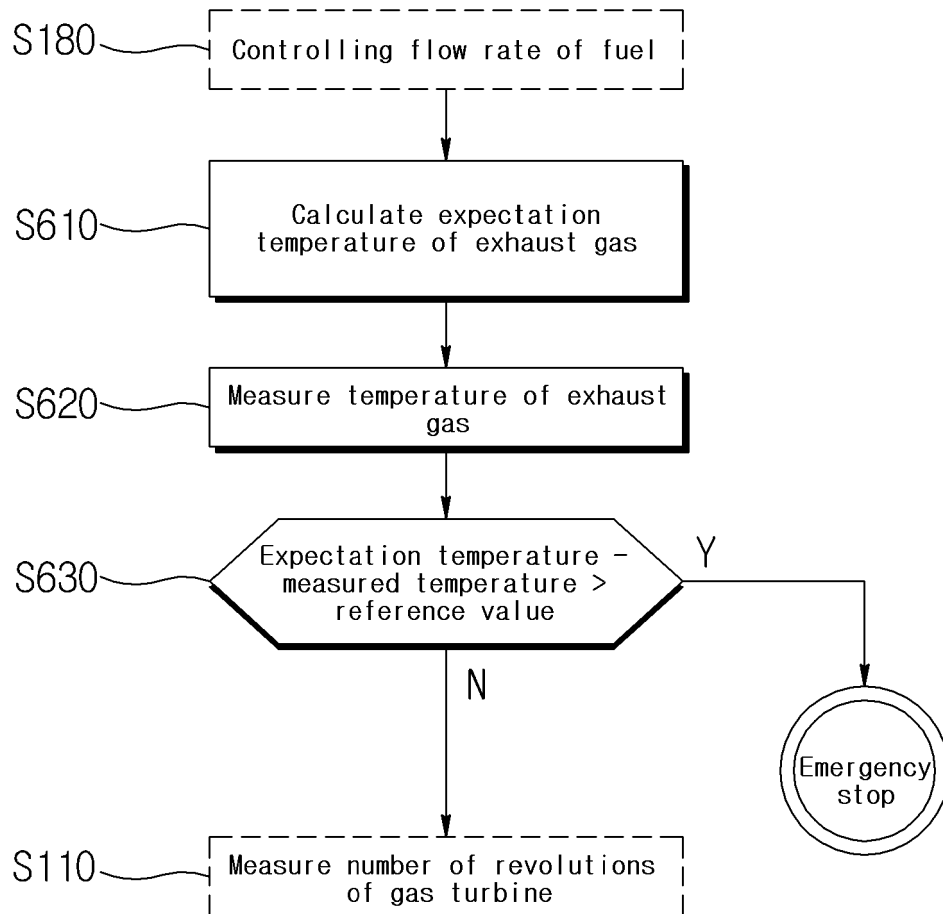 S180
Controlling flow rate of fuel
S610
Calculate expectation
temperature of exhaust gas
S620
Measure temperature of exhaust
gas
S630
Expectation temperature -
measured temperature >
reference value
Y
N
Emergency
stop
S110
Measure number of revolutions
of gas turbine